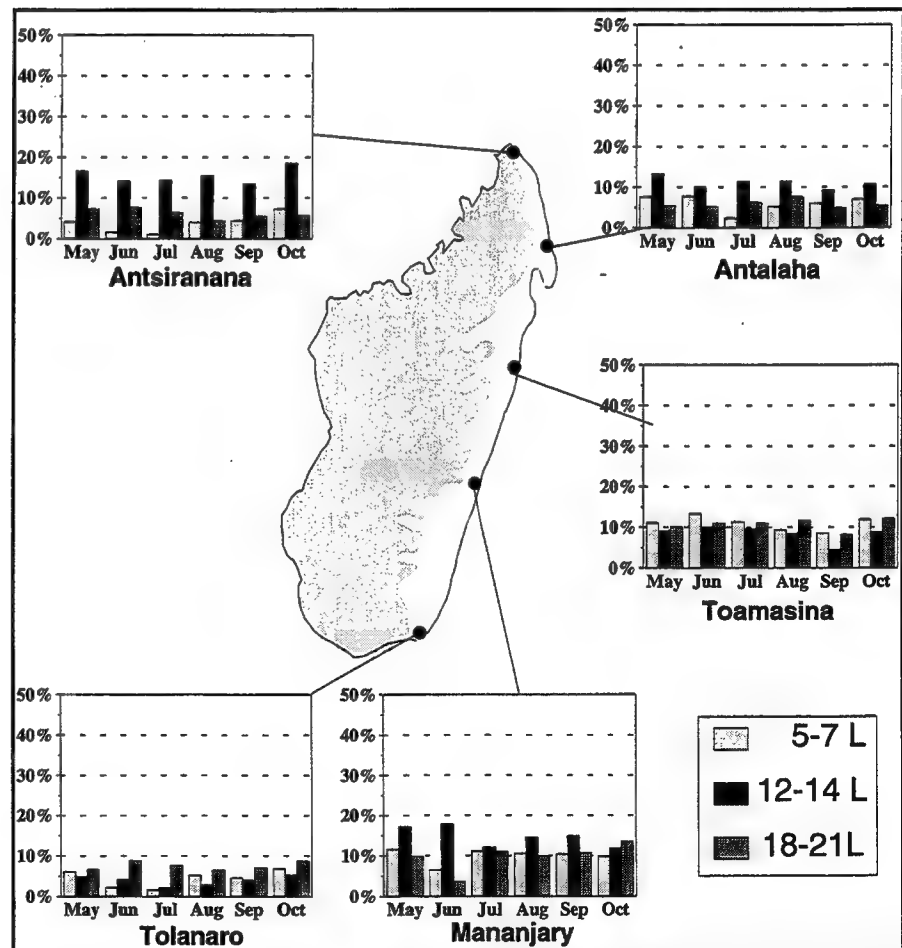 50%
40%
30%
20%
10%
0%
May Jun Jul Aug Sep Oct
Antsiranana
50%
40%
30%
20%
10%
0%
May Jun Jul Aug Sep Oct
Antalaha
50%
40%
30%
20%
10%
0%
May Jun Jul Aug Sep Oct
Toamasina
50%
40%
30%
20%
10%
0%
May Jun Jul Aug Sep Oct
Tolanaro
50%
40%
30%
20%
10%
0%
May Jun Jul Aug Sep Oct
Mananjary
5-7 L
12-14 L
18-21L